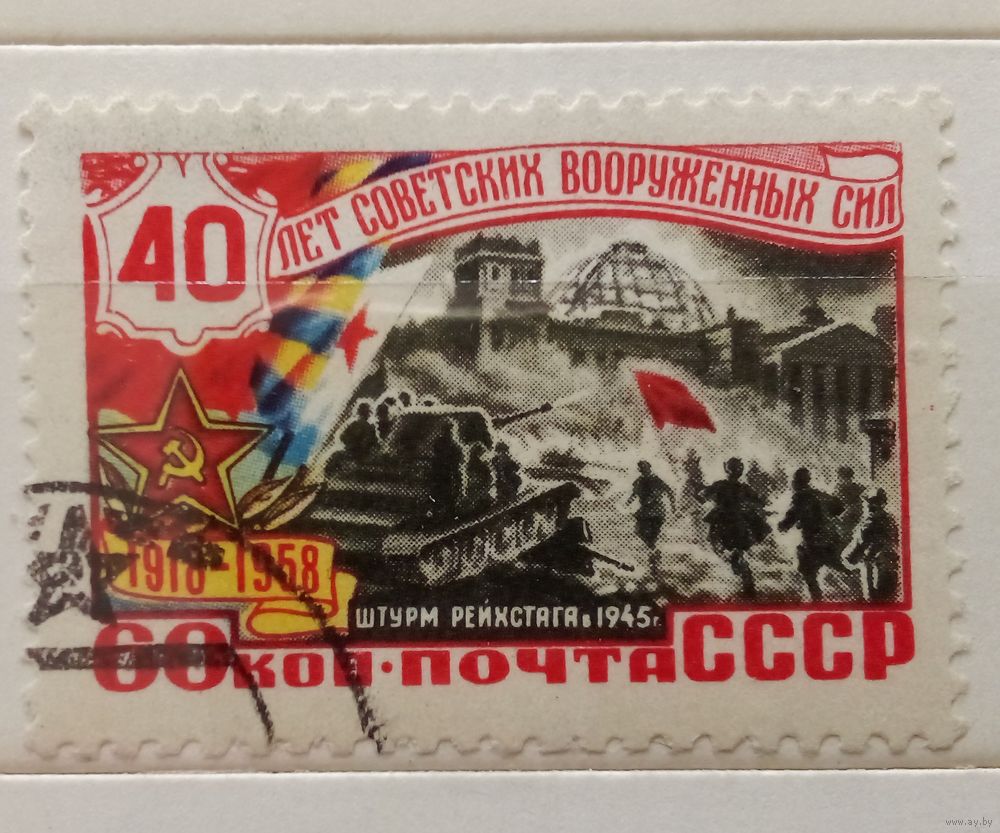 40
ЛЕТ СОВЕТСКИХ ВООРУЖЕННЫХ СИЛ
1918-1958
ШТУРМ РЕЙХСТАГА в 1945г.
60 КОП·ПОЧТА СССР
www.ay.by